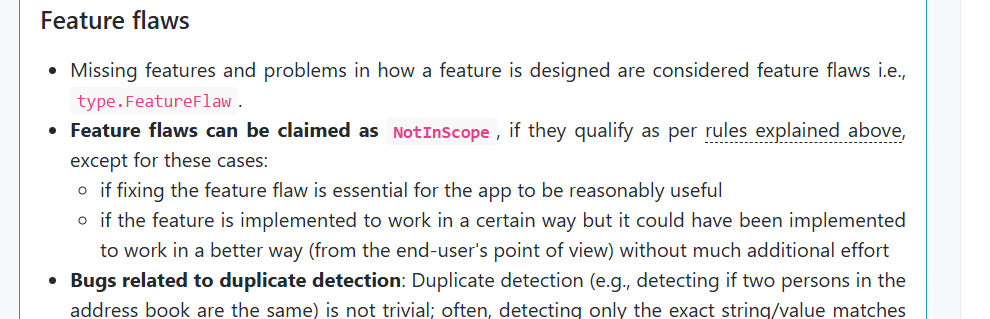 Feature flaws
• Missing features and problems in how a feature is designed are considered feature flaws i.e.,
type.FeatureFlaw .
• Feature flaws can be claimed as NotInScope , if they qualify as per rules explained above,
except for these cases:
◦ if fixing the feature flaw is essential for the app to be reasonably useful
◦ if the feature is implemented to work in a certain way but it could have been implemented
to work in a better way (from the end-user's point of view) without much additional effort
• Bugs related to duplicate detection: Duplicate detection (e.g., detecting if two persons in the
address book are the same) is not trivial; often, detecting only the exact string/value matches